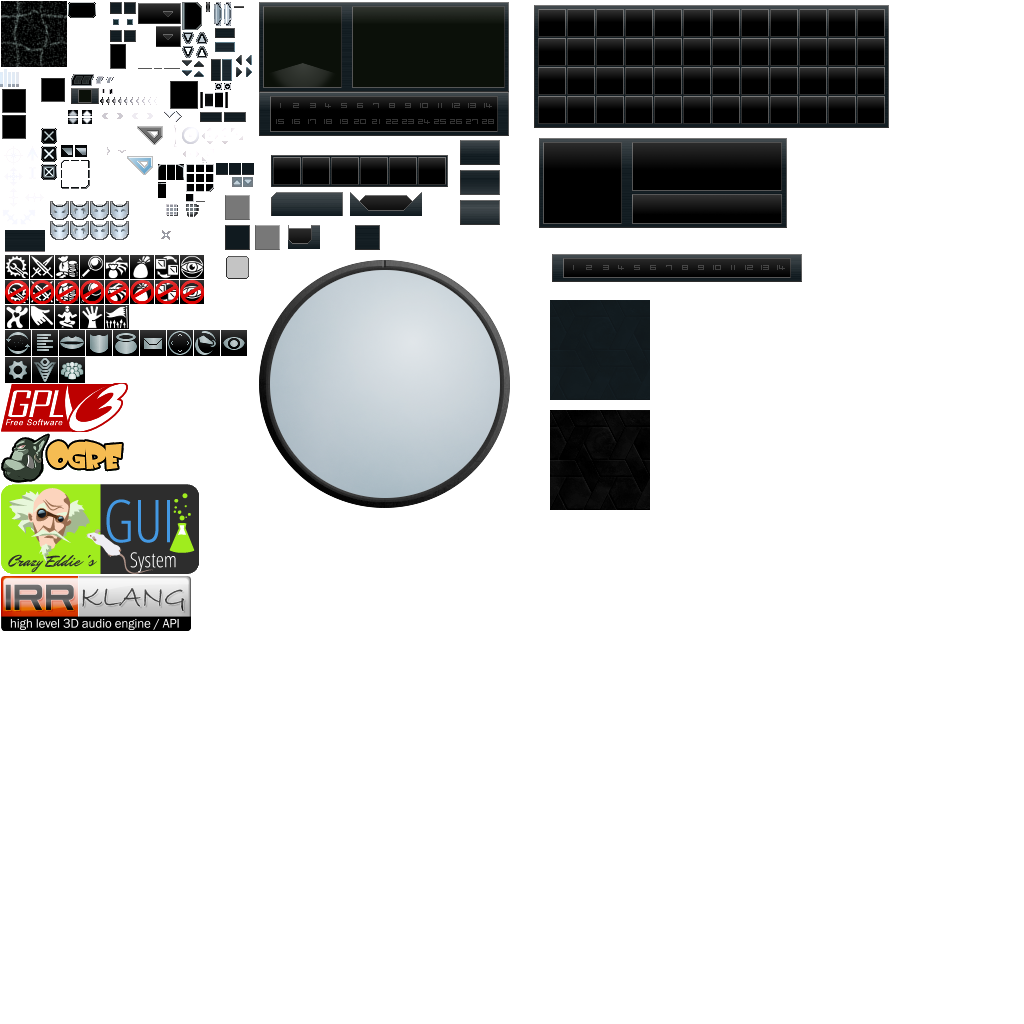 1 2 3 4 5 6 7 8 9 10 11 12 13 14
15 16 17 18 19 20 21 22 23 24 25 26 27 28
1 2 3 4 5 6 7 8 9 10 11 12 13 14
GPL v3
Free Software
OGRE
GUI
Crazy Eddie's System
IRR KLANG
high level 3D audio engine / API